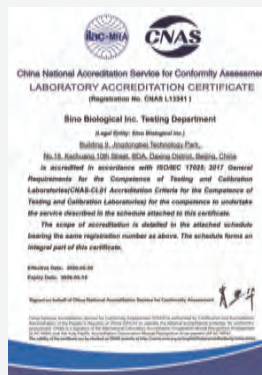 ilac-MRA
CNAS
China National Accreditation Service for Conformity Assessment
LABORATORY ACCREDITATION CERTIFICATE
(Registration No. CNAS L13541)
Sino Biological Inc. Testing Department
(Legal Entity: Sino Biological Inc.)
Building 9, Jingdongbei Technology Park,
No.18, Kechuang 10th Street, BDA, Daxing District, Beijing, China
is accredited in accordance with ISO/IEC 17025: 2017 General
Requirements for the Competence of Testing and Calibration
Laboratories(CNAS-CL01 Accreditation Criteria for the Competence of
Testing and Calibration Laboratories) for the competence to undertake
the service described in the schedule attached to this certificate.
The scope of accreditation is detailed in the attached schedule
bearing the same registration number as above. The schedule forms an
integral part of this certificate.
Effective Date:
Expiry Date:
Signed on behalf of China National Accreditation Service for Conformity Assessment